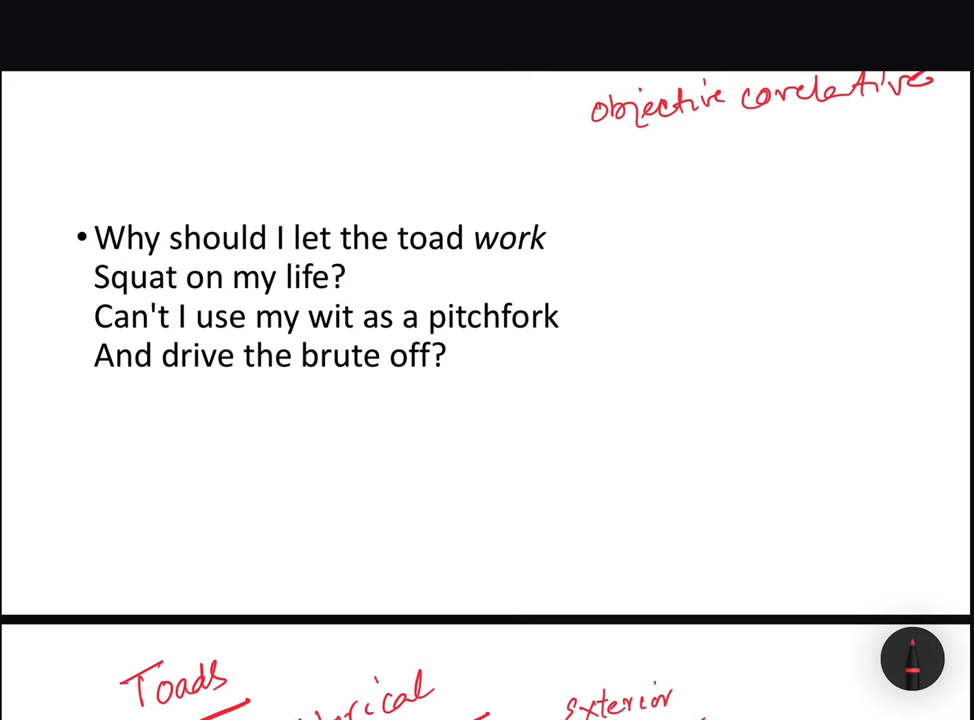 objective corelative
• Why should I let the toad work
Squat on my life?
Can't I use my wit as a pitchfork
And drive the brute off?
Toads
exterior